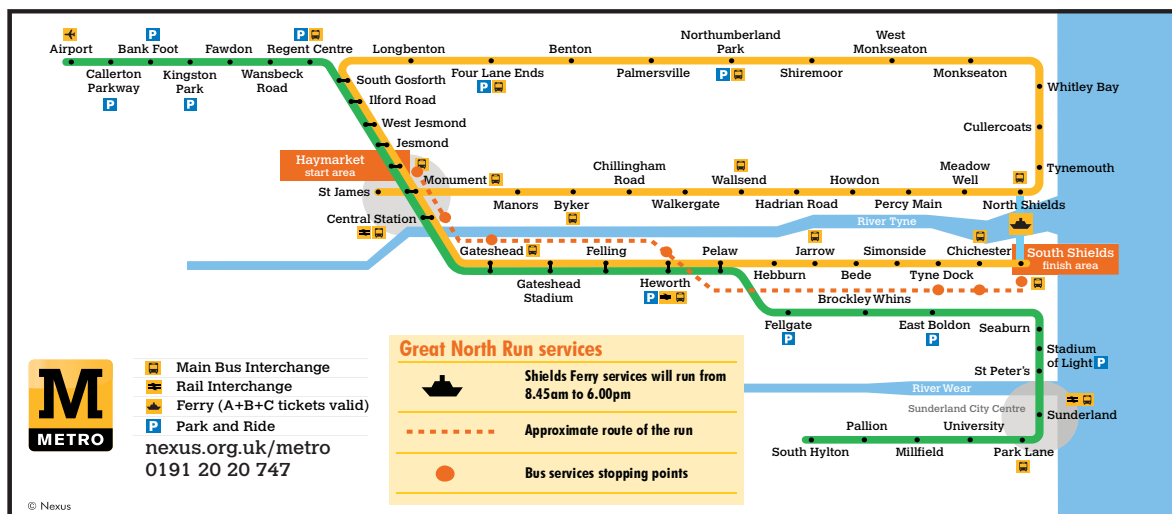 Airport
Bank Foot
Fawdon
Regent Centre
Callerton
Parkway
Kingston
Park
Wansbeck
Road
Longbenton
Benton
Northumberland
Park
West
Monkseaton
South Gosforth
Four Lane Ends
Palmersville
Shiremoor
Monkseaton
Whitley Bay
Ilford Road
West Jesmond
Cullercoats
Jesmond
Haymarket
start area
Tynemouth
Monument
Chillingham
Road
Wallsend
Howdon
Meadow
Well
St James
Manors
Byker
Walkergate
Hadrian Road
Percy Main
North Shields
Central Station
River Tyne
Gateshead
Felling
Pelaw
Jarrow
Simonside
Chichester
South Shields
finish area
Gateshead
Stadium
Heworth
Hebburn
Bede
Tyne Dock
Brockley Whins
Fellgate
East Boldon
Seaburn
Stadium
of Light
St Peter's
River Wear
Sunderland City Centre
Sunderland
Pallion
University
South Hylton
Millfield
Park Lane
Great North Run services
Shields Ferry services will run from
8.45am to 6.00pm
Approximate route of the run
Bus services stopping points
M
METRO
Main Bus Interchange
Rail Interchange
Ferry (A+B+C tickets valid)
P Park and Ride
nexus.org.uk/metro
0191 20 20 747
© Nexus